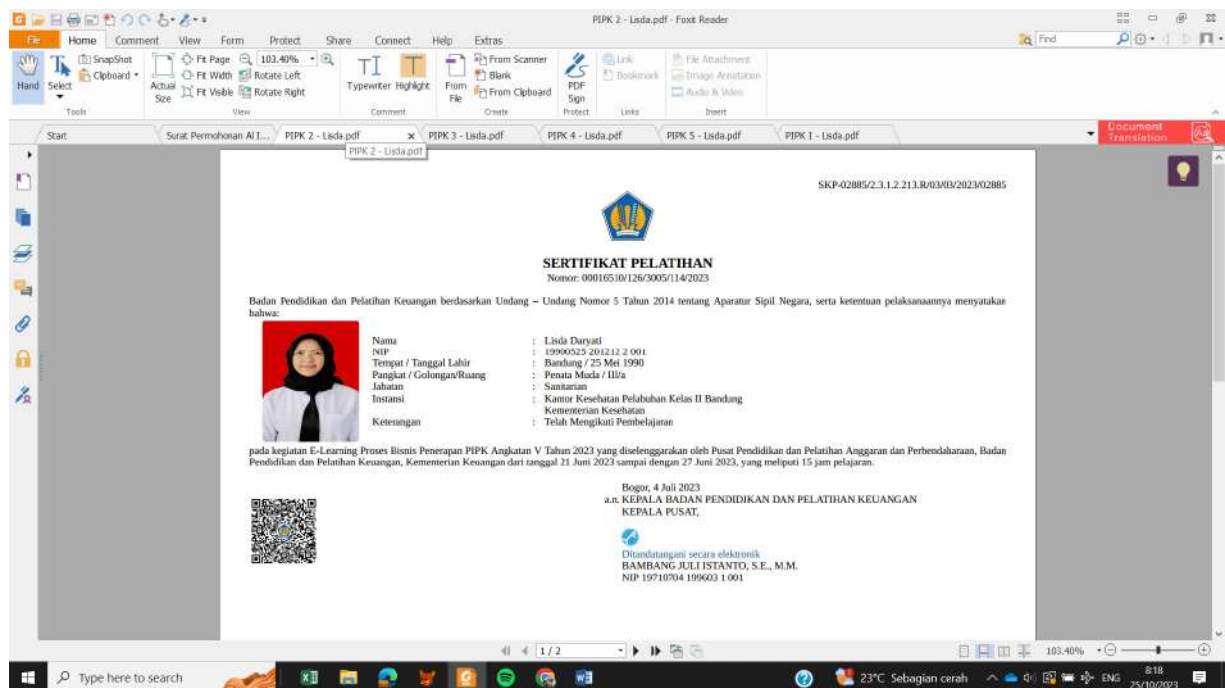 PIPK 2 - Lisda.pdf - Foxit Reader
File Home Comment View Form Protect Share Connect Help Extras
Find
Hand
Select
SnapShot
Clipboard
Actual Size
Fit Page
Fit Width
Fit Visible
103.40%
Rotate Left
Rotate Right
Typewriter Highlight
From File
From Scanner
Blank
From Clipboard
PDF Sign
Link
Bookmark
File Attachment
Image Annotation
Audio & Video
Tools View Comment Create Protect Links Insert
Start Surat Permohonan Al I... PIPK 2 - Lisda.pdf PIPK 3 - Lisda.pdf PIPK 4 - Lisda.pdf PIPK 5 - Lisda.pdf PIPK I - Lisda.pdf
Document Translation
PIPK 2 - Lisda.pdf
SKP-02885/2.3.1.2.213.R/03/03/2023/02885
SERTIFIKAT PELATIHAN
Nomor: 00016510/126/3005/114/2023
Badan Pendidikan dan Pelatihan Keuangan berdasarkan Undang – Undang Nomor 5 Tahun 2014 tentang Aparatur Sipil Negara, serta ketentuan pelaksanaannya menyatakan
bahwa:
Nama : Lisda Daryati
NIP : 19900525 201212 2 001
Tempat / Tanggal Lahir : Bandung / 25 Mei 1990
Pangkat / Golongan/Ruang : Penata Muda / III/a
Jabatan : Sanitarian
Instansi : Kantor Kesehatan Pelabuhan Kelas II Bandung
Kementerian Kesehatan
Keterangan : Telah Mengikuti Pembelajaran
pada kegiatan E-Learning Proses Bisnis Penerapan PIPK Angkatan V Tahun 2023 yang diselenggarakan oleh Pusat Pendidikan dan Pelatihan Anggaran dan Perbendaharaan, Badan
Pendidikan dan Pelatihan Keuangan, Kementerian Keuangan dari tanggal 21 Juni 2023 sampai dengan 27 Juni 2023, yang meliputi 15 jam pelajaran.
Bogor, 4 Juli 2023
a.n. KEPALA BADAN PENDIDIKAN DAN PELATIHAN KEUANGAN
KEPALA PUSAT,
Ditandatangani secara elektronik
BAMBANG JULI ISTANTO, S.E., M.M.
NIP 19710704 199603 1 001
1 / 2
103.40%
Type here to search
23°C Sebagian cerah
ENG
8:18
25/10/2023